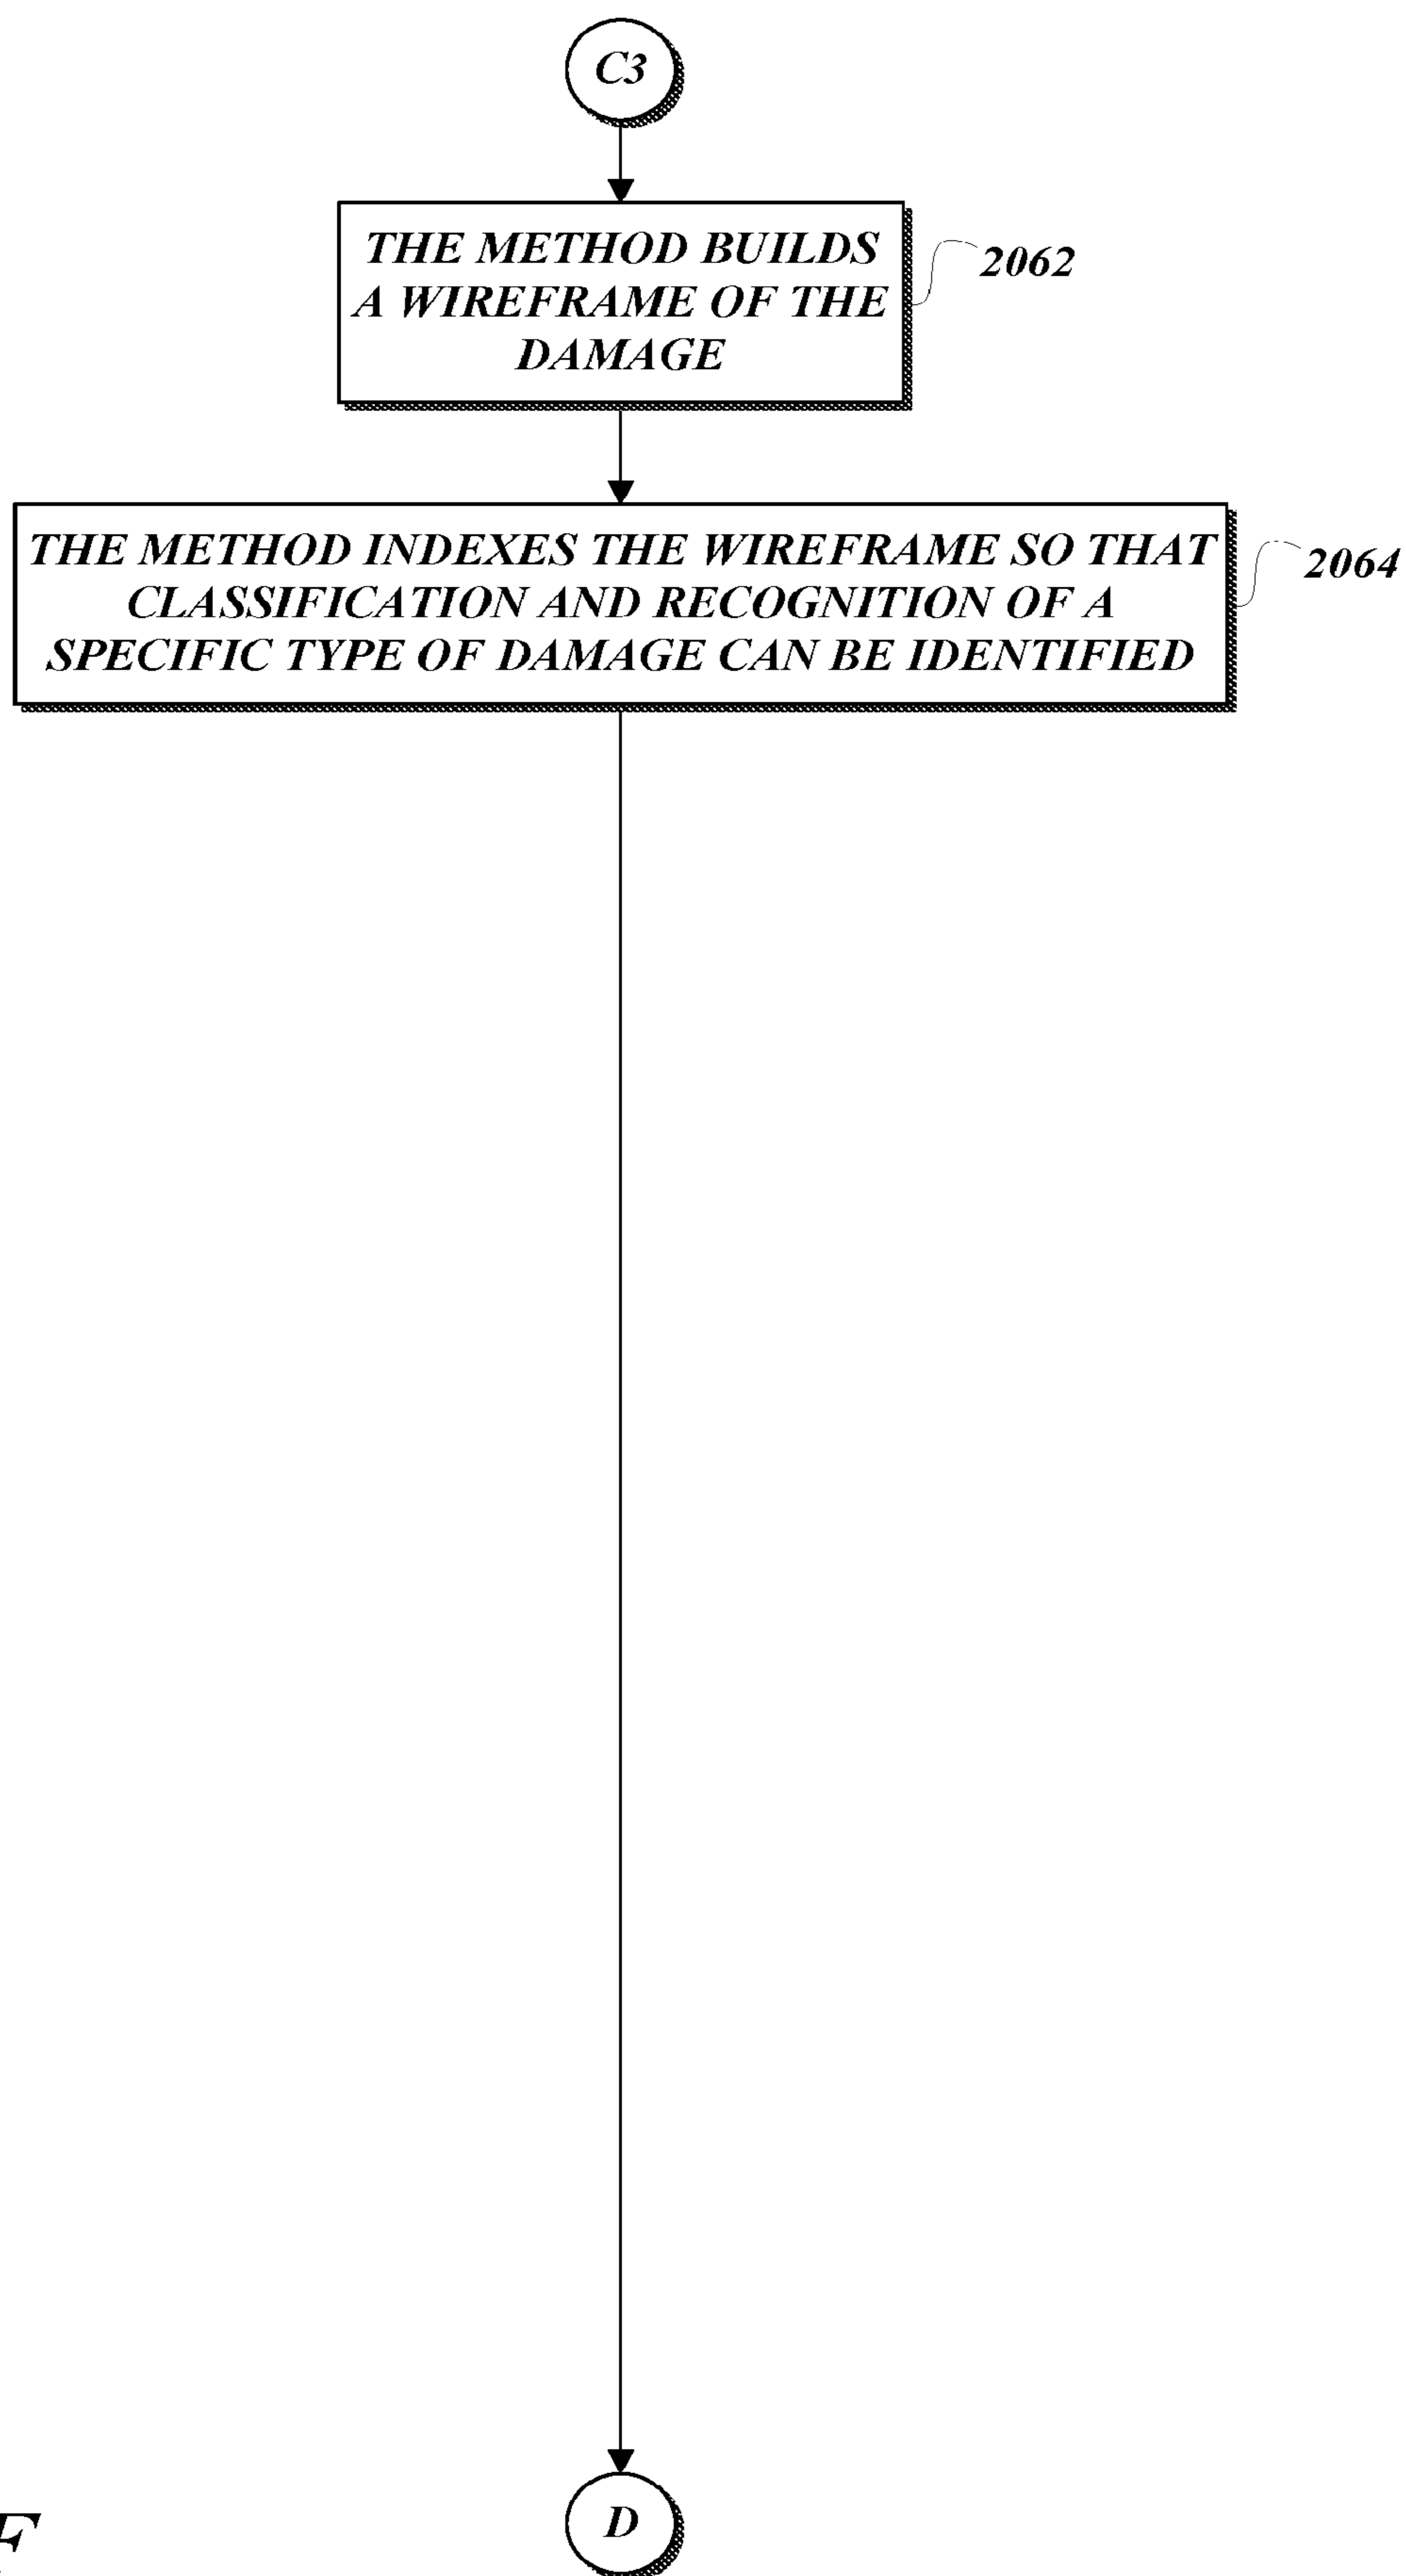 C3
THE METHOD BUILDS
A WIREFRAME OF THE
DAMAGE
2062
THE METHOD INDEXES THE WIREFRAME SO THAT
CLASSIFICATION AND RECOGNITION OF A
SPECIFIC TYPE OF DAMAGE CAN BE IDENTIFIED
2064
D